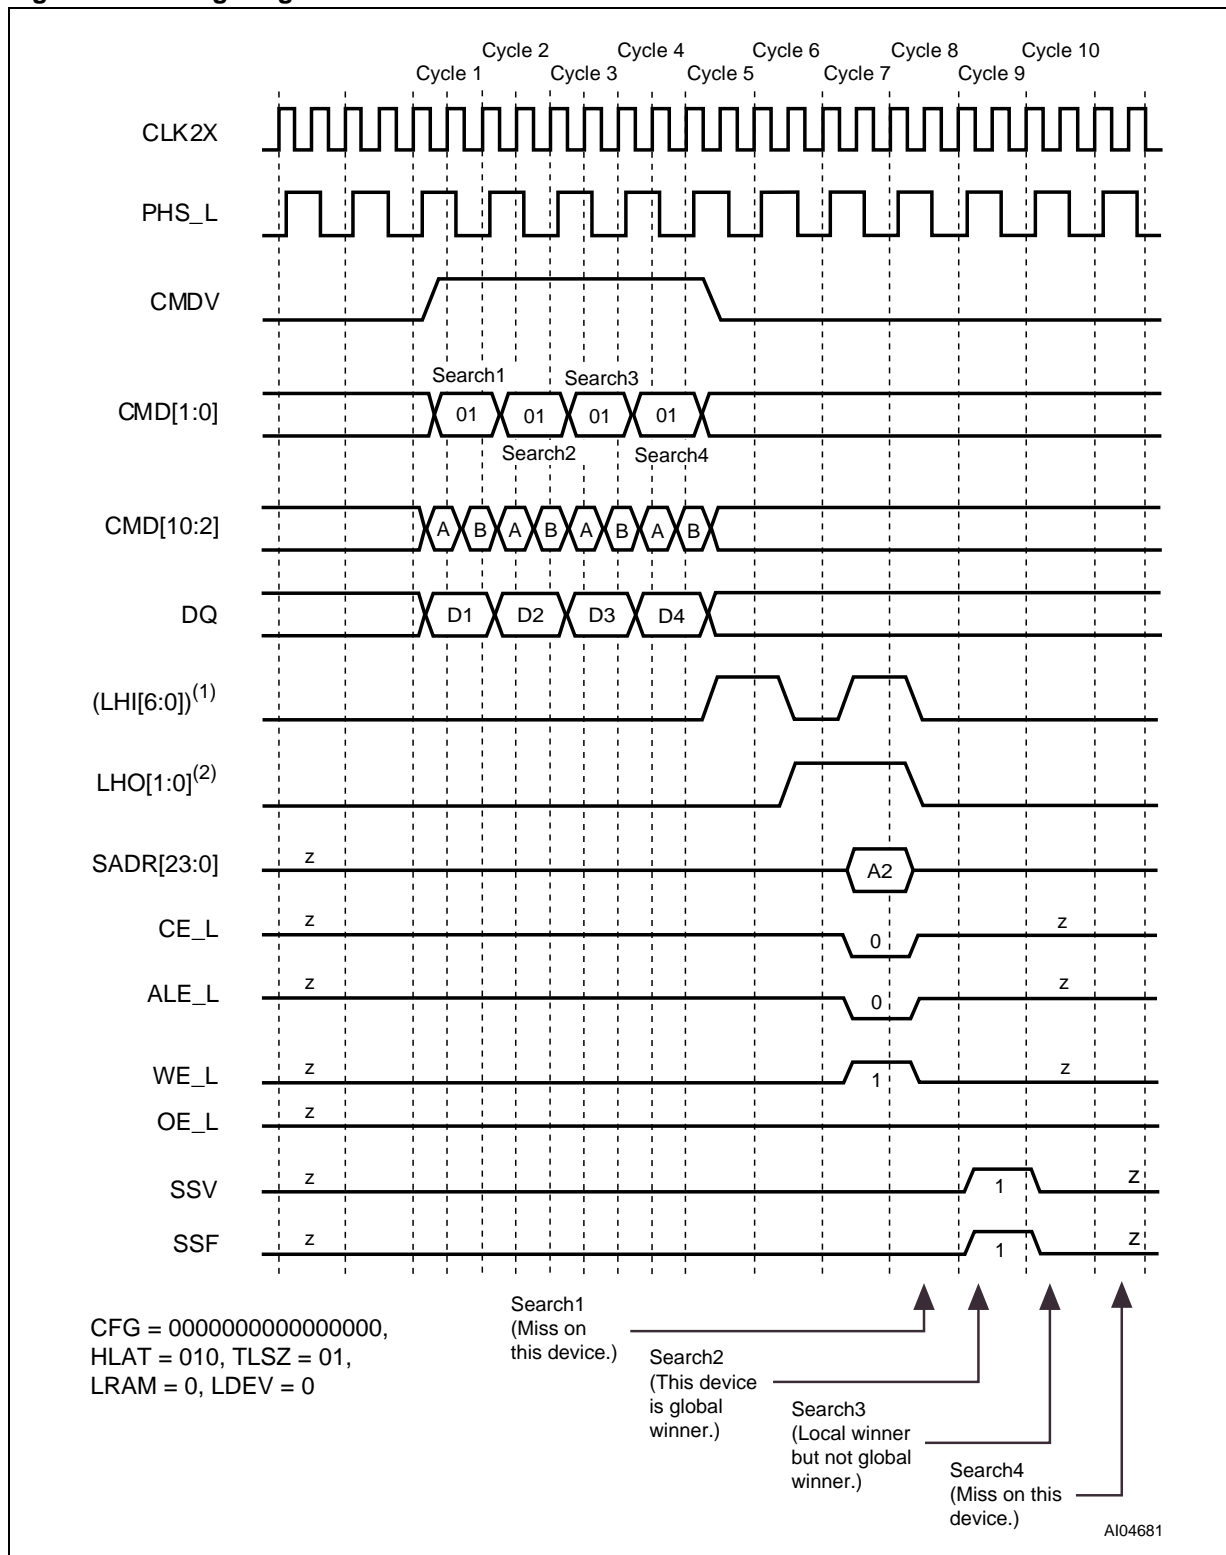 Cycle 2 Cycle 4 Cycle 6 Cycle 8 Cycle 10
Cycle 1 Cycle 3 Cycle 5 Cycle 7 Cycle 9
CLK2X
PHS_L
CMDV
Search1 Search3
CMD[1:0] 01 01 01 01
Search2 Search4
CMD[10:2] A B A B A B A B
DQ D1 D2 D3 D4
(LHI[6:0])(1)
LHO[1:0](2)
SADR[23:0] z A2
CE_L z 0 z
ALE_L z 0 z
WE_L z 1 z
OE_L z
SSV z 1 z
SSF z 1 z
CFG = 0000000000000000,
HLAT = 010, TLSZ = 01,
LRAM = 0, LDEV = 0
Search1
(Miss on
this device.)
Search2
(This device
is global
winner.)
Search3
(Local winner
but not global
winner.)
Search4
(Miss on this
device.)
AI04681